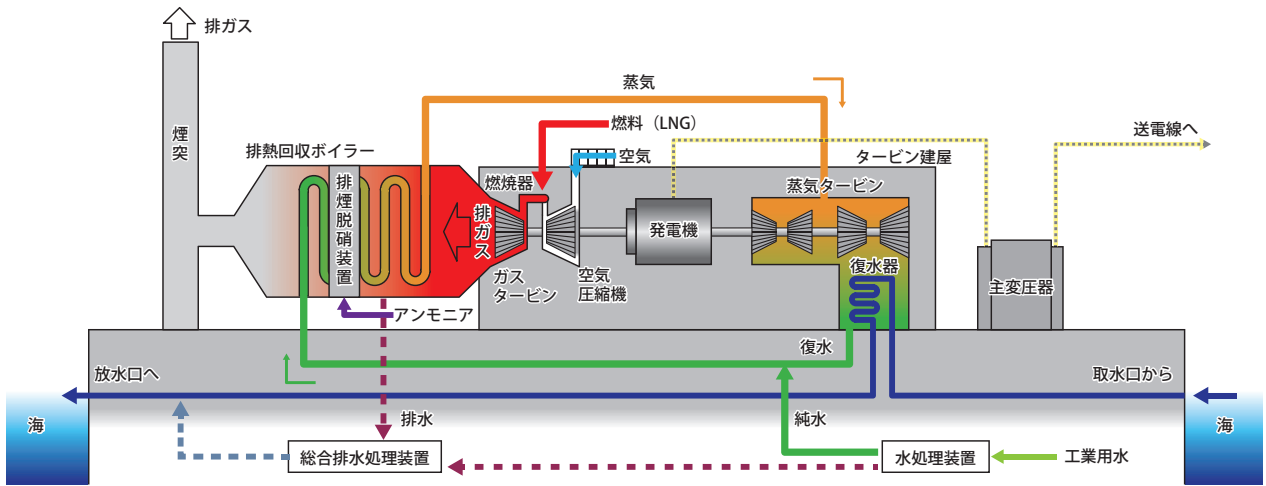 排ガス
蒸気
燃料（LNG）
送電線へ
煙突
排熱回収ボイラー
空気
タービン建屋
燃焼器
蒸気タービン
排煙脱硝装置
排ガス
発電機
ガス
タービン
空気
圧縮機
復水器
主変圧器
アンモニア
復水
放水口へ
取水口から
海
排水
純水
海
総合排水処理装置
水処理装置
工業用水